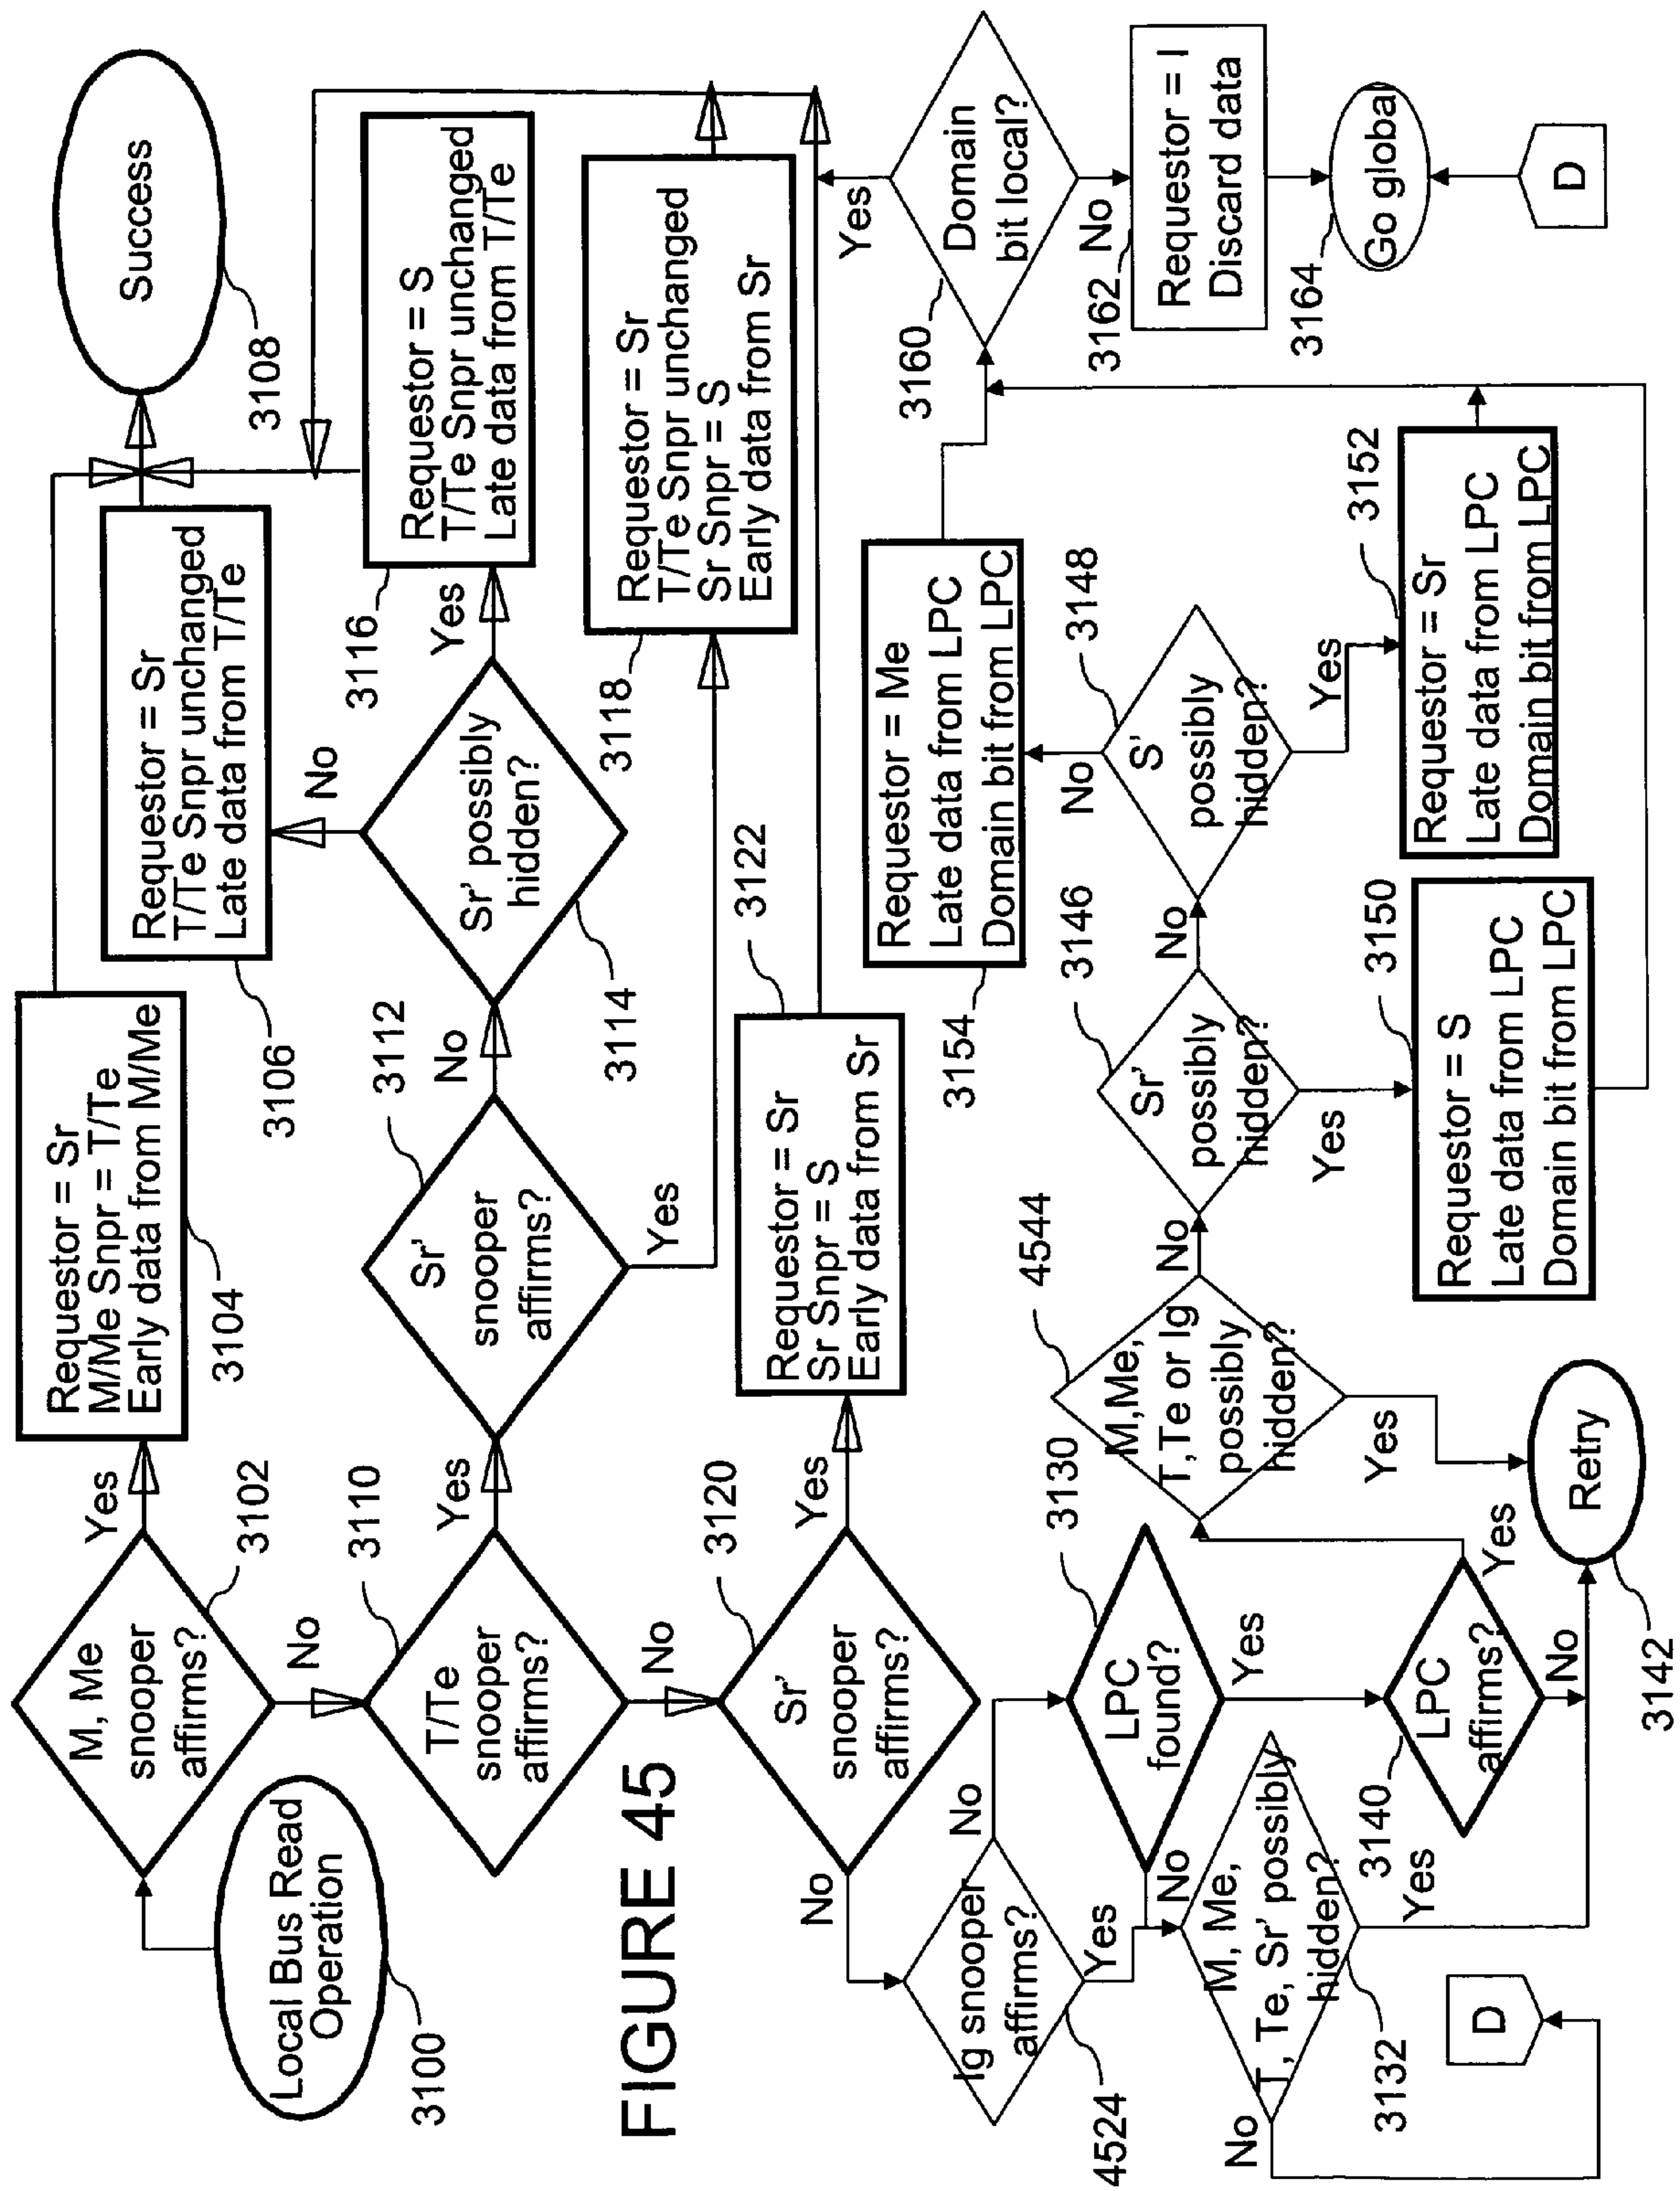 Local Bus Read
Operation
3100
M, Me
snooper
affirms?
3102
Yes
No
Requestor = Sr
M/Me Snpr = T/Te
Early data from M/Me
3104
Requestor = Sr
T/Te Snpr unchanged
Late data from T/Te
3106
Success
3108
T/Te
snooper
affirms?
3110
Yes
No
Sr'
snooper
affirms?
3112
No
Yes
Sr' possibly
hidden?
3114
No
Yes
Requestor = S
T/Te Snpr unchanged
Late data from T/Te
3116
Requestor = Sr
T/Te Snpr unchanged
Sr Snpr = S
Early data from Sr
3118
FIGURE 45
Sr'
snooper
affirms?
3120
Yes
No
Requestor = Sr
Sr Snpr = S
Early data from Sr
3122
Ig snooper
affirms?
4524
No
Yes
LPC
found?
3130
No
Yes
M, Me,
T, Te, Sr' possibly
hidden?
3132
No
Yes
D
LPC
affirms?
3140
Yes
No
Retry
3142
M,Me,
T,Te or Ig
possibly
hidden?
4544
No
Yes
Sr'
possibly
hidden?
3146
No
Yes
S'
possibly
hidden?
3148
No
Yes
Requestor = S
Late data from LPC
Domain bit from LPC
3150
Requestor = Sr
Late data from LPC
Domain bit from LPC
3152
Requestor = Me
Late data from LPC
Domain bit from LPC
3154
Domain
bit local?
3160
Yes
No
Requestor = I
Discard data
3162
Go global
3164
D